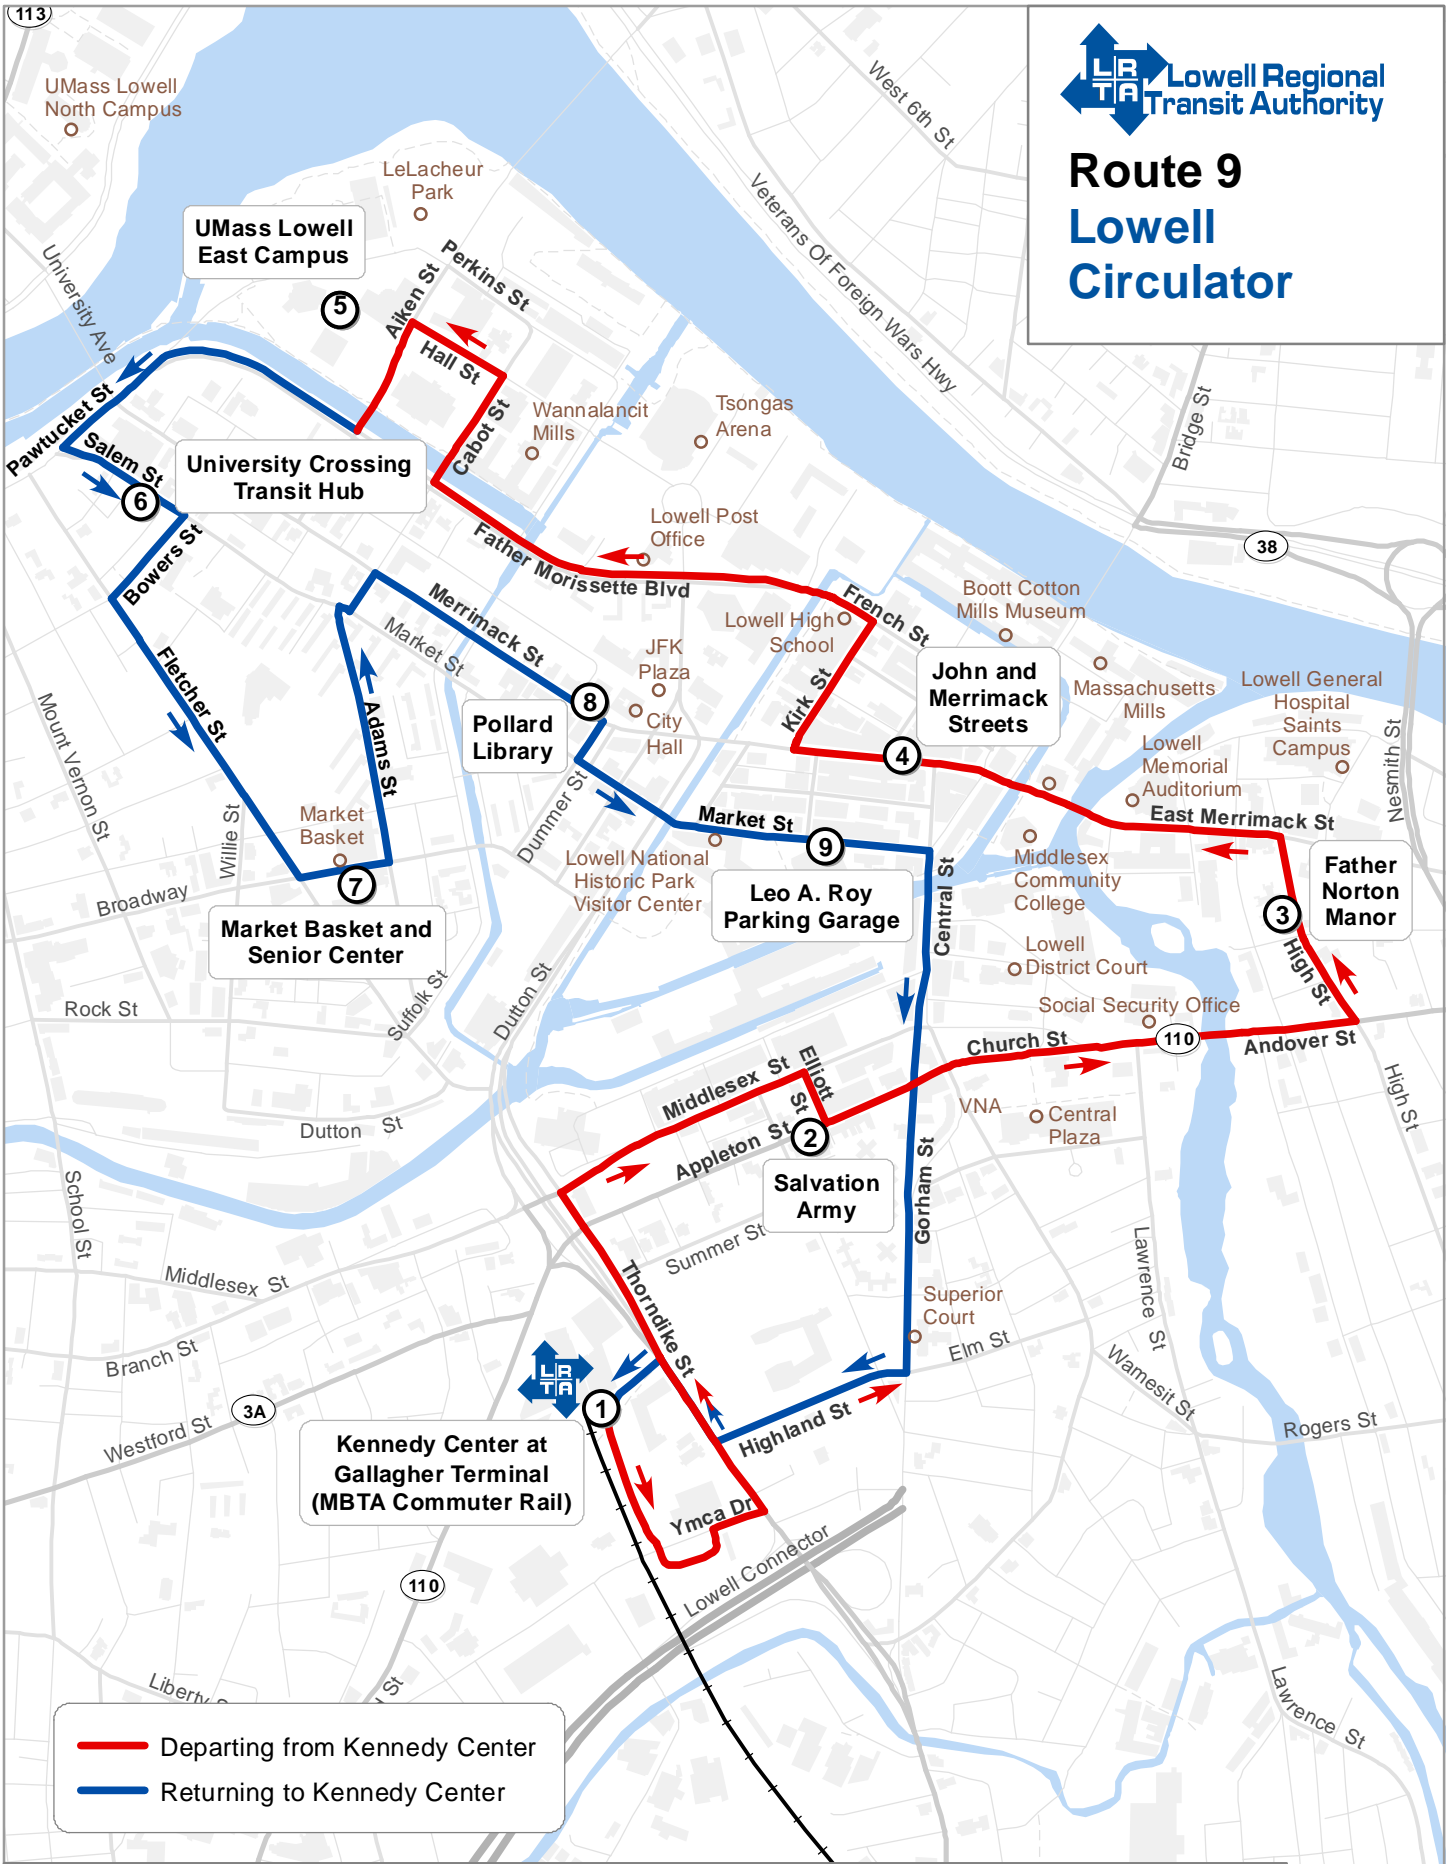 113
UMass Lowell
North Campus
LeLacheur
Park
UMass Lowell
East Campus
5
University Ave
Aiken St
Perkins St
Hall St
Cabot St
West 6th St
Veterans Of Foreign Wars Hwy
L R
T A
Lowell Regional
Transit Authority
Route 9
Lowell
Circulator
Wannalancit
Mills
Tsongas
Arena
Bridge St
Pawtucket St
Salem St
6
University Crossing
Transit Hub
Bowers St
Father Morissette Blvd
Lowell Post
Office
38
Merrimack St
Market St
Lowell High
School
French St
Boott Cotton
Mills Museum
JFK
Plaza
Kirk St
John and
Merrimack
Streets
4
Massachusetts
Mills
Lowell General
Hospital
Saints
Campus
Mount Vernon St
Fletcher St
Adams St
Pollard
Library
8
City
Hall
Lowell
Memorial
Auditorium
Nesmith St
Market
Basket
Willie St
Dummer St
Market St
9
East Merrimack St
Broadway
7
Market Basket and
Senior Center
Lowell National
Historic Park
Visitor Center
Leo A. Roy
Parking Garage
Central St
Middlesex
Community
College
Father
Norton
Manor
3
High St
Lowell
District Court
Rock St
Suffolk St
Dutton St
Social Security Office
110
Church St
Andover St
Middlesex St
Elliott St
Dutton St
Appleton St
2
Salvation
Army
VNA
Central
Plaza
High St
School St
Gorham St
Summer St
Lawrence St
Middlesex St
Thorndike St
Superior
Court
Elm St
Branch St
Wamesit St
L R
T A
1
3A
Westford St
Highland St
Rogers St
Kennedy Center at
Gallagher Terminal
(MBTA Commuter Rail)
Ymca Dr
Lowell Connector
110
Liberty S
St
Lawrence St
Departing from Kennedy Center
Returning to Kennedy Center